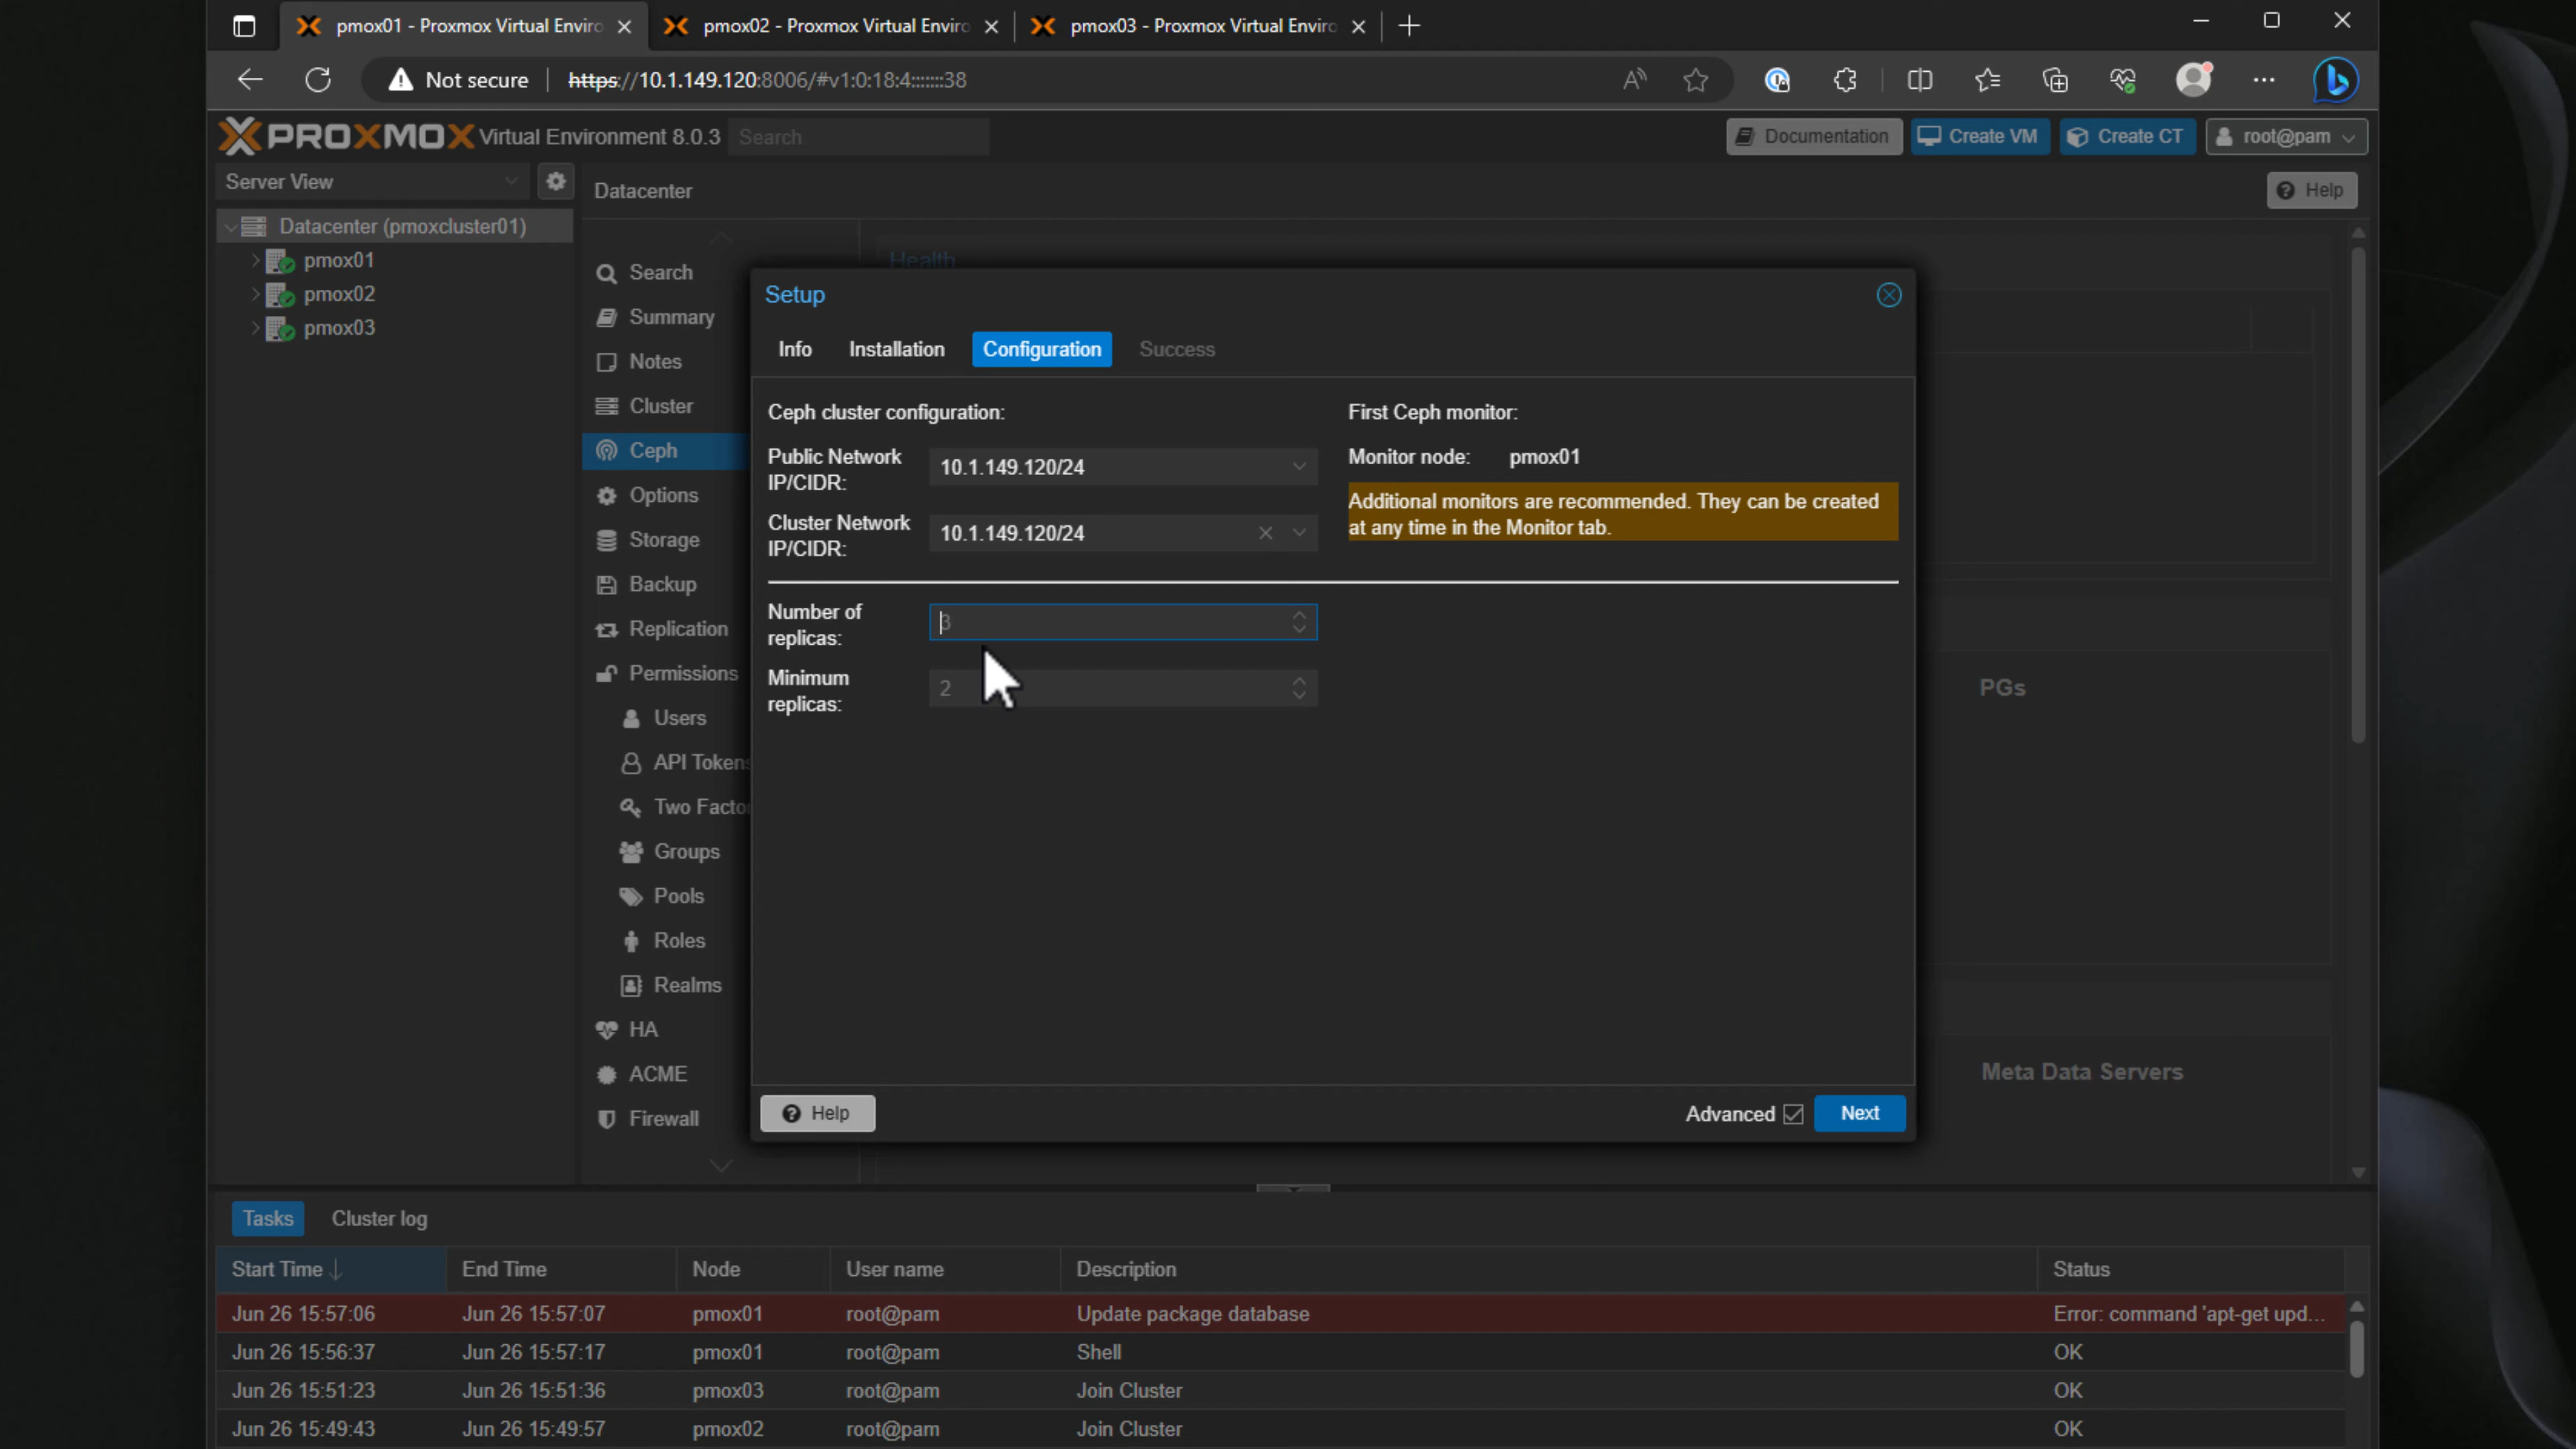 pmox01 - Proxmox Virtual Enviro
pmox02 - Proxmox Virtual Enviro
pmox03 - Proxmox Virtual Enviro
Not secure
https://10.1.149.120:8006/#v1:0:18:4:::::::38
PROXMOX Virtual Environment 8.0.3
Search
Documentation
Create VM
Create CT
root@pam
Server View
Datacenter
Help
Datacenter (pmoxcluster01)
pmox01
pmox02
pmox03
Search
Summary
Notes
Cluster
Ceph
Options
Storage
Backup
Replication
Permissions
Users
API Tokens
Two Factor
Groups
Pools
Roles
Realms
HA
ACME
Firewall
Health
Setup
Info
Installation
Configuration
Success
Ceph cluster configuration:
Public Network
IP/CIDR:
10.1.149.120/24
Cluster Network
IP/CIDR:
10.1.149.120/24
First Ceph monitor:
Monitor node: pmox01
Additional monitors are recommended. They can be created
at any time in the Monitor tab.
Number of
replicas:
3
Minimum
replicas:
2
PGs
Meta Data Servers
Help
Advanced
Next
Tasks
Cluster log
Start Time End Time Node User name Description Status
Jun 26 15:57:06 Jun 26 15:57:07 pmox01 root@pam Update package database Error: command 'apt-get upd...
Jun 26 15:56:37 Jun 26 15:57:17 pmox01 root@pam Shell OK
Jun 26 15:51:23 Jun 26 15:51:36 pmox03 root@pam Join Cluster OK
Jun 26 15:49:43 Jun 26 15:49:57 pmox02 root@pam Join Cluster OK